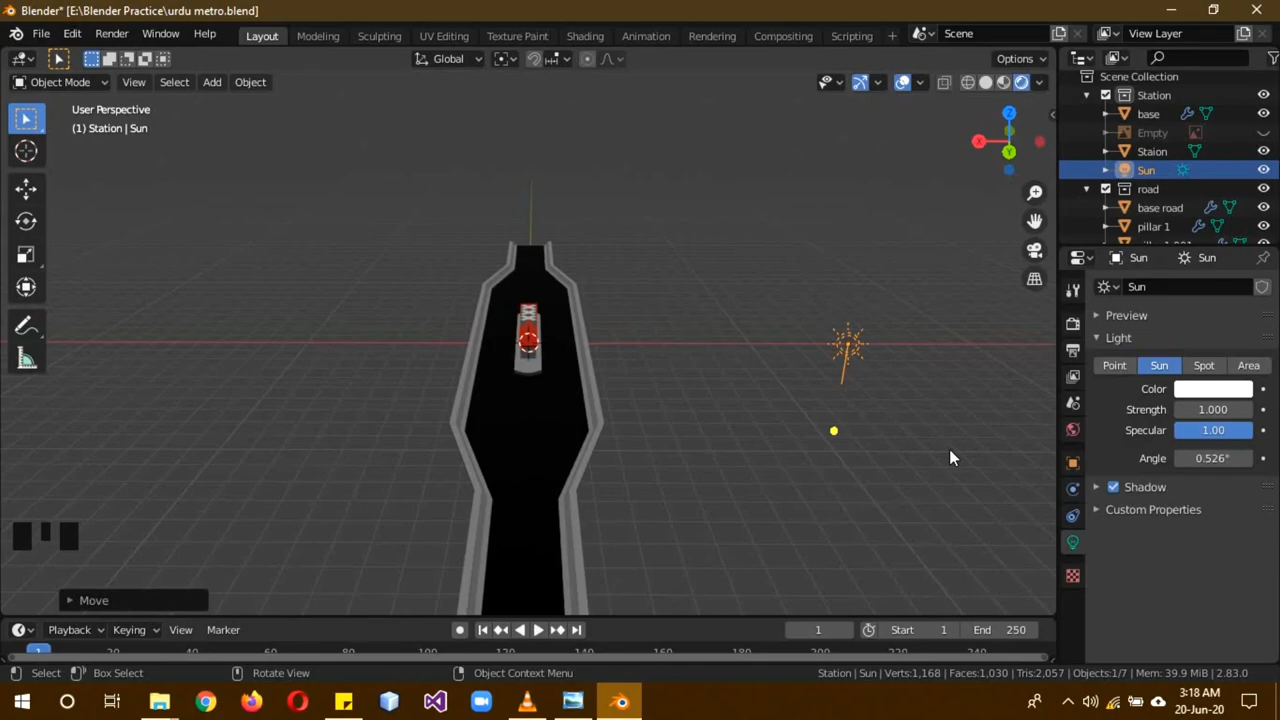 Blender* [E:\Blender Practice\urdu metro.blend]
File Edit Render Window Help Layout Modeling Sculpting UV Editing Texture Paint Shading Animation Rendering Compositing Scripting Scene View Layer
Global Options
Object Mode View Select Add Object
User Perspective
(1) Station | Sun
Scene Collection
Station
base
Empty
Staion
Sun
road
base road
pillar 1
Z
X
Y
Sun Sun
Sun
Preview
Light
Point Sun Spot Area
Color
Strength 1.000
Specular 1.00
Angle 0.526°
Shadow
Custom Properties
Move
Playback Keying View Marker 1 Start 1 End 250
Select Box Select Rotate View Object Context Menu Station | Sun | Verts:1,168 | Faces:1,030 | Tris:2,057 | Objects:1/7 | Mem: 39.9 MiB | 2.83.0
3:18 AM
20-Jun-20